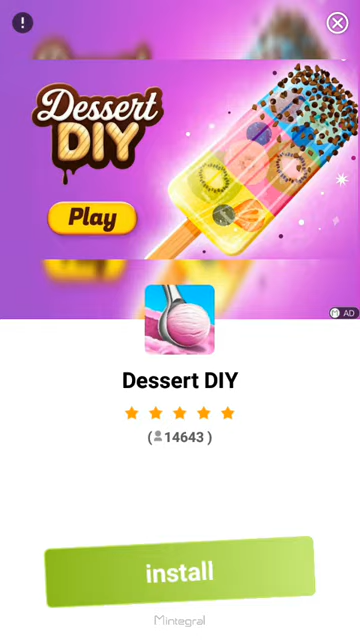 !
Dessert
DIY
Play
AD
Dessert DIY
(14643 )
install
Mintegral